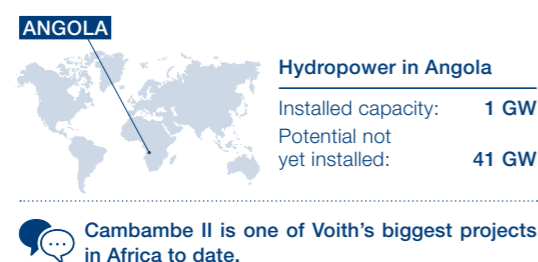 ANGOLA
Hydropower in Angola
Installed capacity: 1 GW
Potential not
yet installed: 41 GW
Cambambe II is one of Voith's biggest projects
in Africa to date.